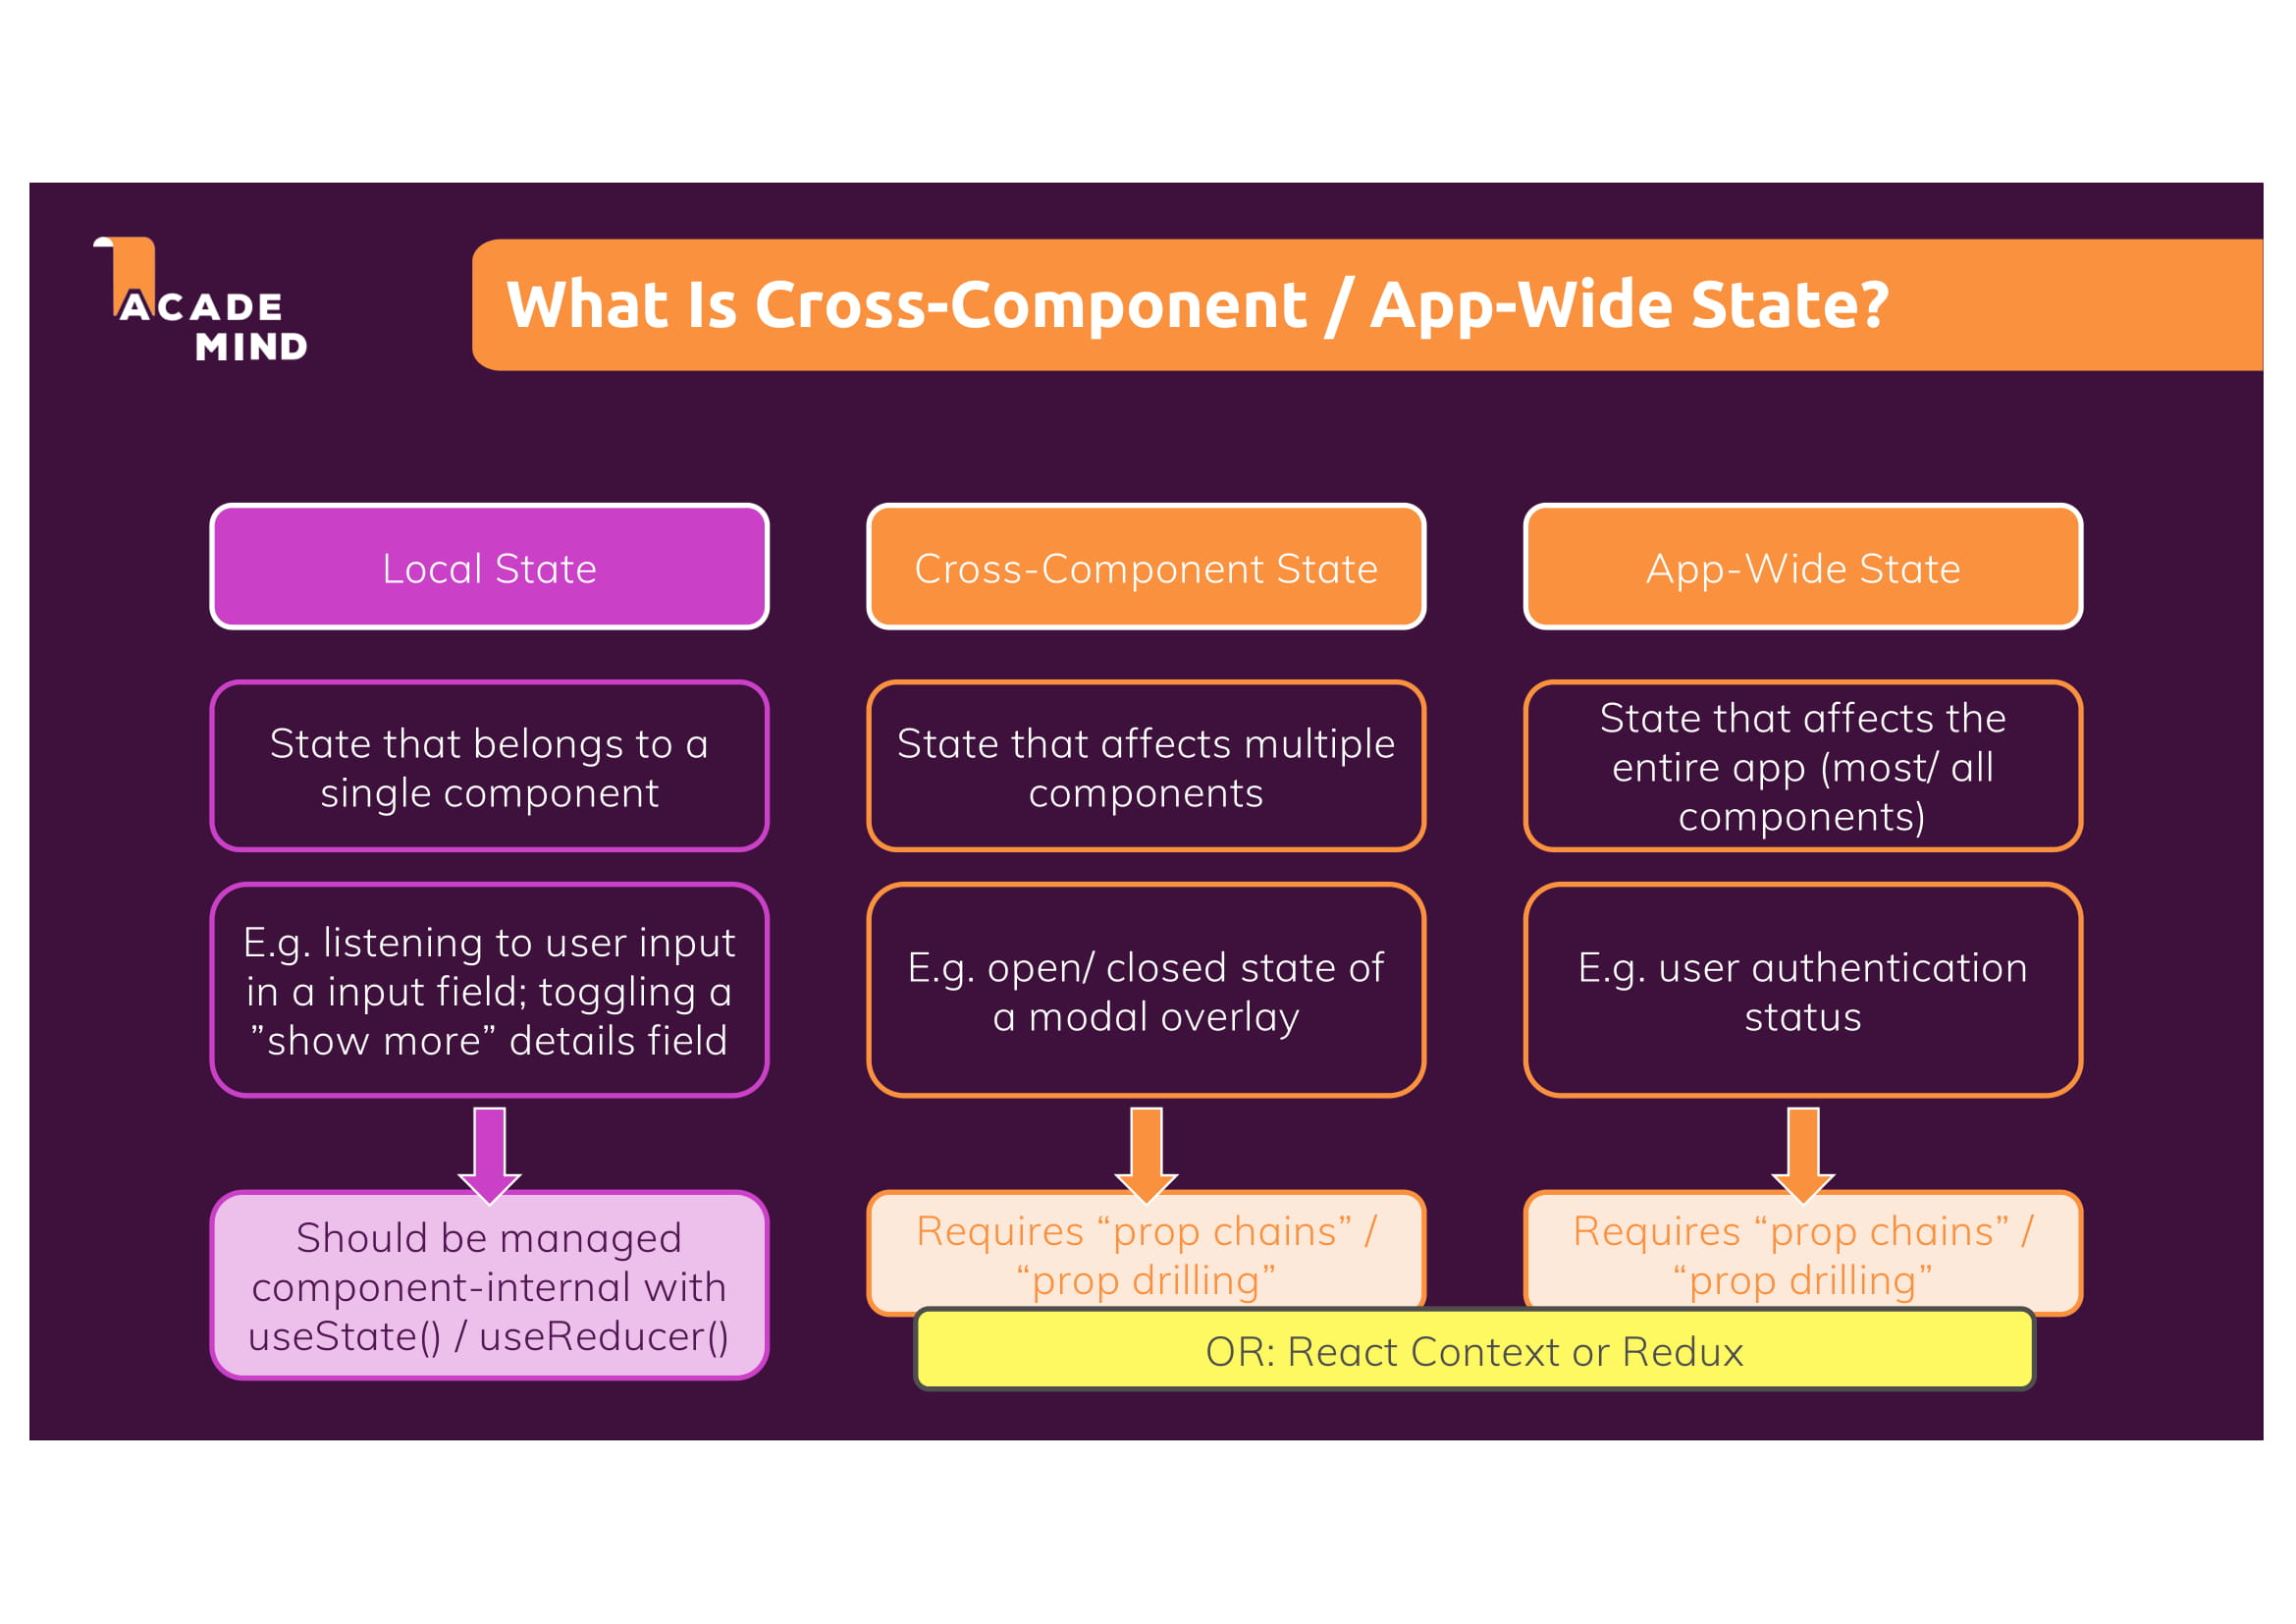 ACADE
MIND
What Is Cross-Component / App-Wide State?
Local State
State that belongs to a
single component
E.g. listening to user input
in a input field; toggling a
”show more” details field
Should be managed
component-internal with
useState() / useReducer()
Cross-Component State
State that affects multiple
components
E.g. open/ closed state of
a modal overlay
Requires “prop chains” /
“prop drilling”
App-Wide State
State that affects the
entire app (most/ all
components)
E.g. user authentication
status
Requires “prop chains” /
“prop drilling”
OR: React Context or Redux